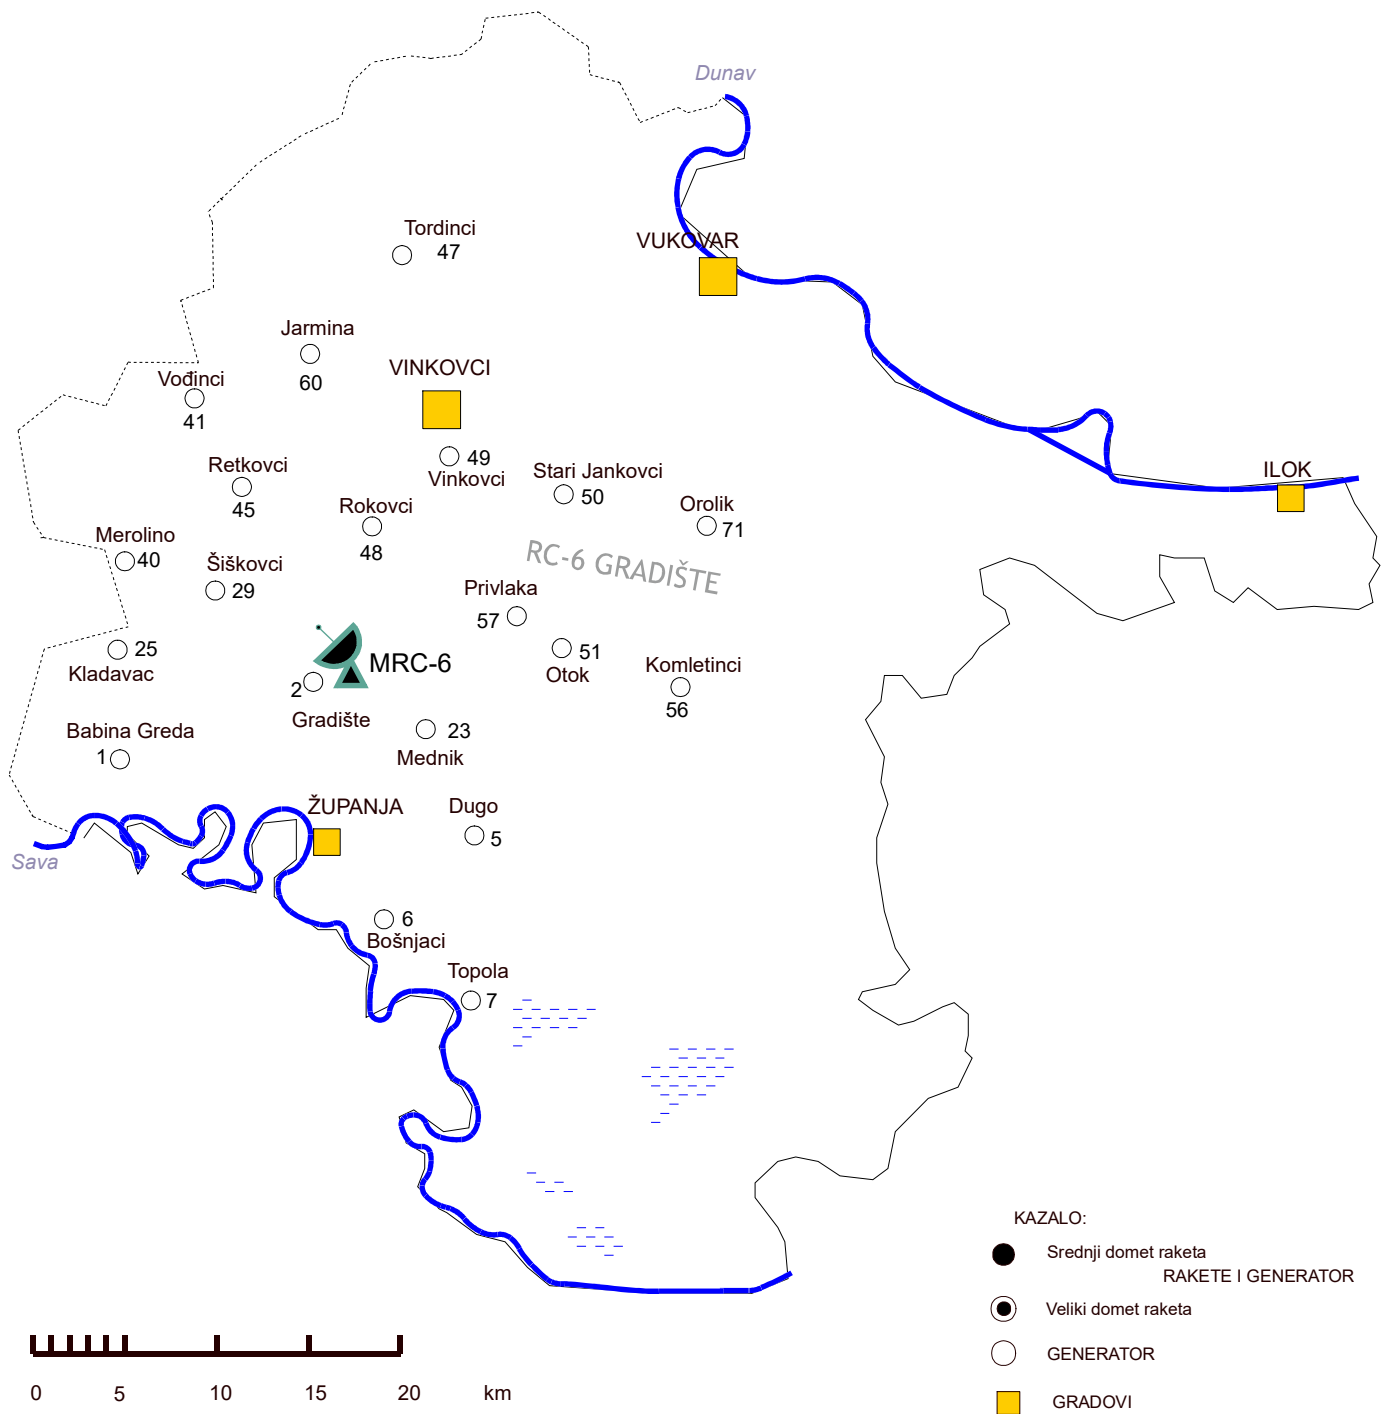 Dunav
Tordinci
47
VUKOVAR
Jarmina
60
VINKOVCI
Vođinci
41
49
Vinkovci
Retkovci
45
Stari Jankovci
50
ILOK
Rokovci
48
Orolik
71
Merolino
40
Šiškovci
29
RC-6 GRADIŠTE
Privlaka
57
25
Kladavac
MRC-6
2
Gradište
51
Otok
Komletinci
56
Babina Greda
1
23
Mednik
ŽUPANJA
Dugo
5
Sava
6
Bošnjaci
Topola
7
KAZALO:
Srednji domet raketa
RAKETE I GENERATOR
Veliki domet raketa
GENERATOR
GRADOVI
0 5 10 15 20 km